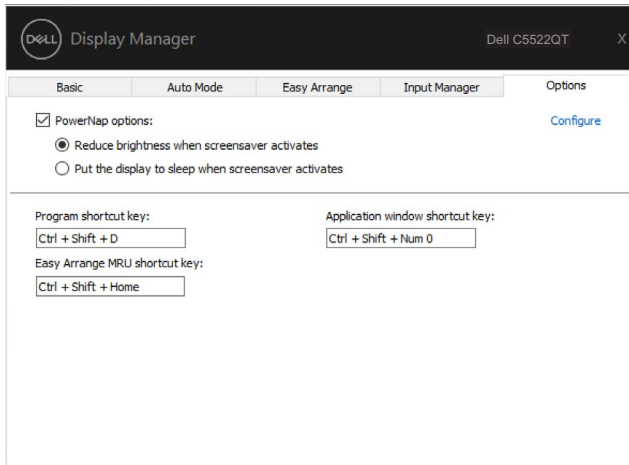 DELL Display Manager Dell C5522QT X
Basic Auto Mode Easy Arrange Input Manager Options
PowerNap options: Configure
Reduce brightness when screensaver activates
Put the display to sleep when screensaver activates
Program shortcut key: Application window shortcut key:
Ctrl + Shift + D Ctrl + Shift + Num 0
Easy Arrange MRU shortcut key:
Ctrl + Shift + Home